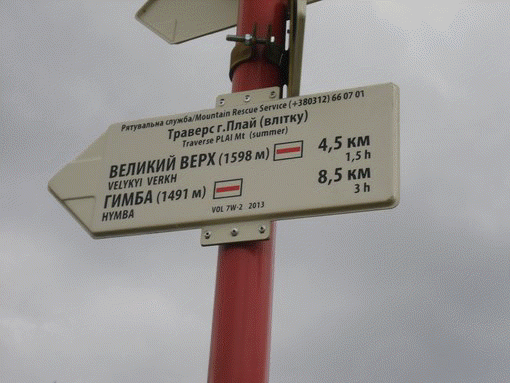 Рятувальна служба/Mountain Rescue Service (+380312) 66 07 01
Траверс г.Плай (влітку)
Traverse PLAI Mt (summer)
ВЕЛИКИЙ ВЕРХ (1598 м) 4,5 км
VELYKYI VERKH 1,5 h
ГИМБА (1491 м) 8,5 км
HYMBA VOL 7W-2 2013 3 h